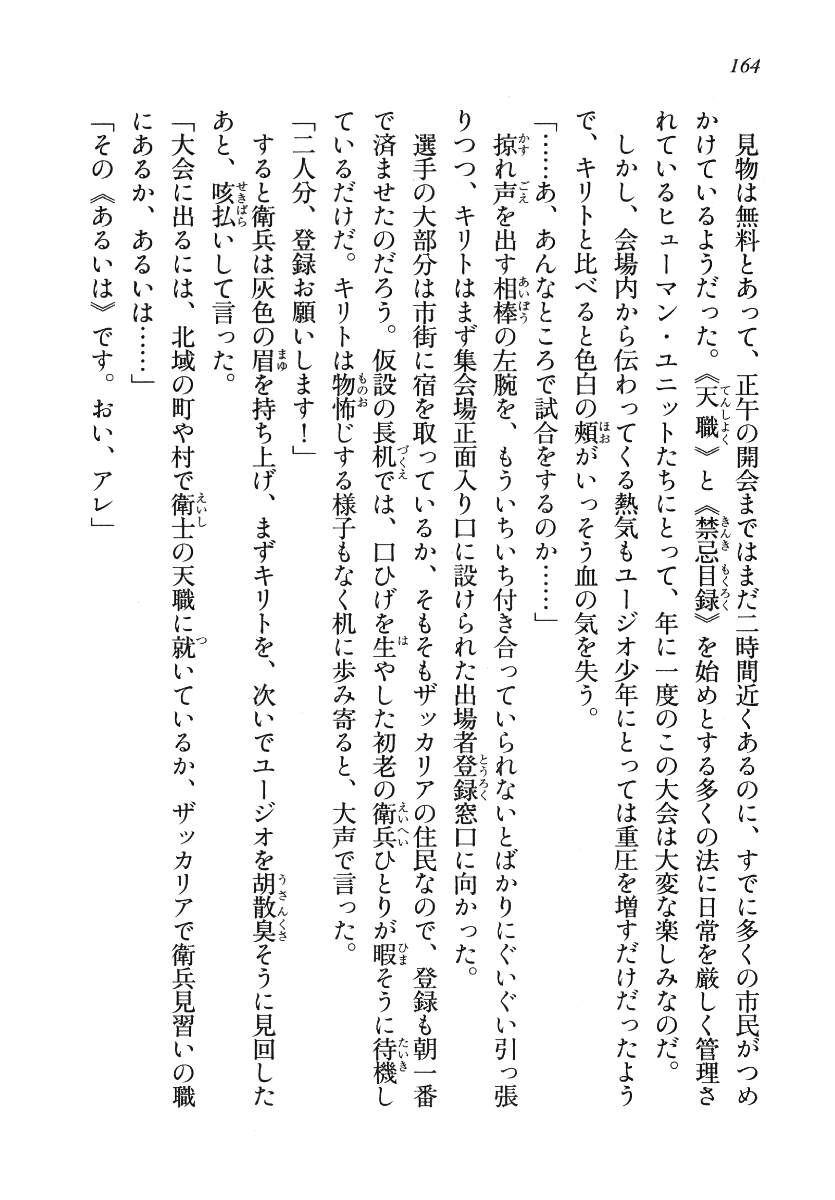 164
見物は無料とあって、正午の開会まではまだ二時間近くあるのに、すでに多くの市民がつめ
かけているようだった。《天職》と《禁忌目録》を始めとする多くの法に日常を厳しく管理さ
れているヒューマン・ユニットたちにとって、年に一度のこの大会は大変な楽しみなのだ。
しかし、会場内から伝わってくる熱気もユージオ少年にとっては重圧を増すだけだったよう
で、キリトと比べると色白の頰がいっそう血の気を失う。
「……あ、あんなところで試合をするのか……」
掠れ声を出す相棒の左腕を、もういちいち付き合っていられないとばかりにぐいぐい引っ張
りつつ、キリトはまず集会場正面入り口に設けられた出場者登録窓口に向かった。
選手の大部分は市街に宿を取っているか、そもそもザッカリアの住民なので、登録も朝一番
で済ませたのだろう。仮設の長机では、口ひげを生やした初老の衛兵ひとりが暇そうに待機し
ているだけだ。キリトは物怖じする様子もなく机に歩み寄ると、大声で言った。
「二人分、登録お願いします！」
すると衛兵は灰色の眉を持ち上げ、まずキリトを、次いでユージオを胡散臭そうに見回した
あと、咳払いして言った。
「大会に出るには、北域の町や村で衛士の天職に就いているか、ザッカリアで衛兵見習いの職
にあるか、あるいは……」
「その《あるいは》です。おい、アレ」